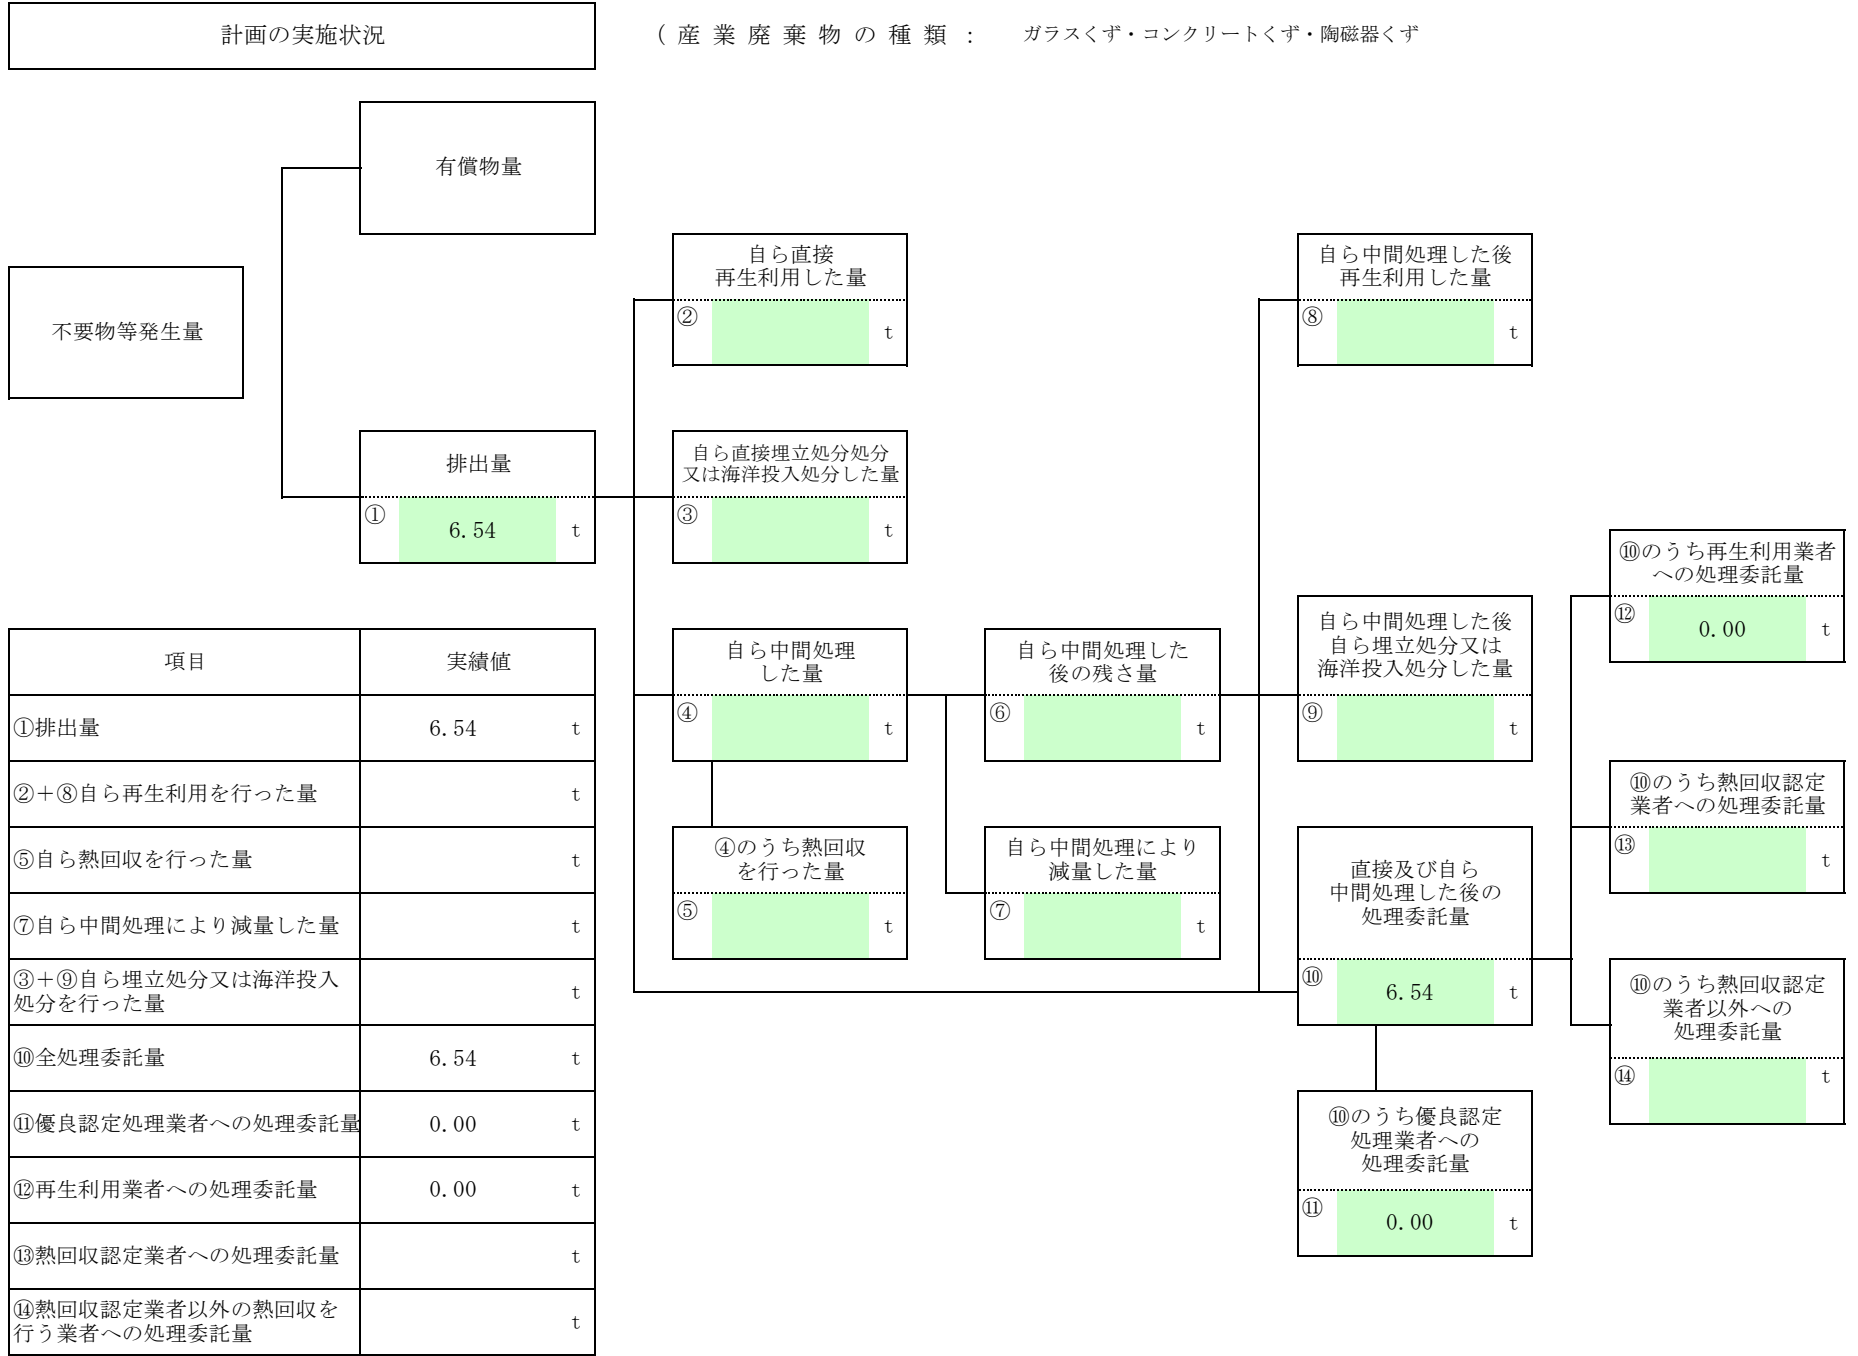 計画の実施状況
（産業廃棄物の種類： ガラスくず・コンクリートくず・陶磁器くず
有償物量
不要物等発生量
排出量
① 6.54 t
自ら直接
再生利用した量
② t
自ら直接埋立処分処分
又は海洋投入処分した量
③ t
自ら中間処理
した量
④ t
④のうち熱回収
を行った量
⑤ t
自ら中間処理した
後の残さ量
⑥ t
自ら中間処理により
減量した量
⑦ t
自ら中間処理した後
再生利用した量
⑧ t
自ら中間処理した後
自ら埋立処分又は
海洋投入処分した量
⑨ t
直接及び自ら
中間処理した後の
処理委託量
⑩ 6.54 t
⑩のうち優良認定
処理業者への
処理委託量
⑪ 0.00 t
⑩のうち再生利用業者
への処理委託量
⑫ 0.00 t
⑩のうち熱回収認定
業者への処理委託量
⑬ t
⑩のうち熱回収認定
業者以外への
処理委託量
⑭ t
項目 実績値
①排出量 6.54 t
②＋⑧自ら再生利用を行った量 t
⑤自ら熱回収を行った量 t
⑦自ら中間処理により減量した量 t
③＋⑨自ら埋立処分又は海洋投入
処分を行った量 t
⑩全処理委託量 6.54 t
⑪優良認定処理業者への処理委託量 0.00 t
⑫再生利用業者への処理委託量 0.00 t
⑬熱回収認定業者への処理委託量 t
⑭熱回収認定業者以外の熱回収を
行う業者への処理委託量 t